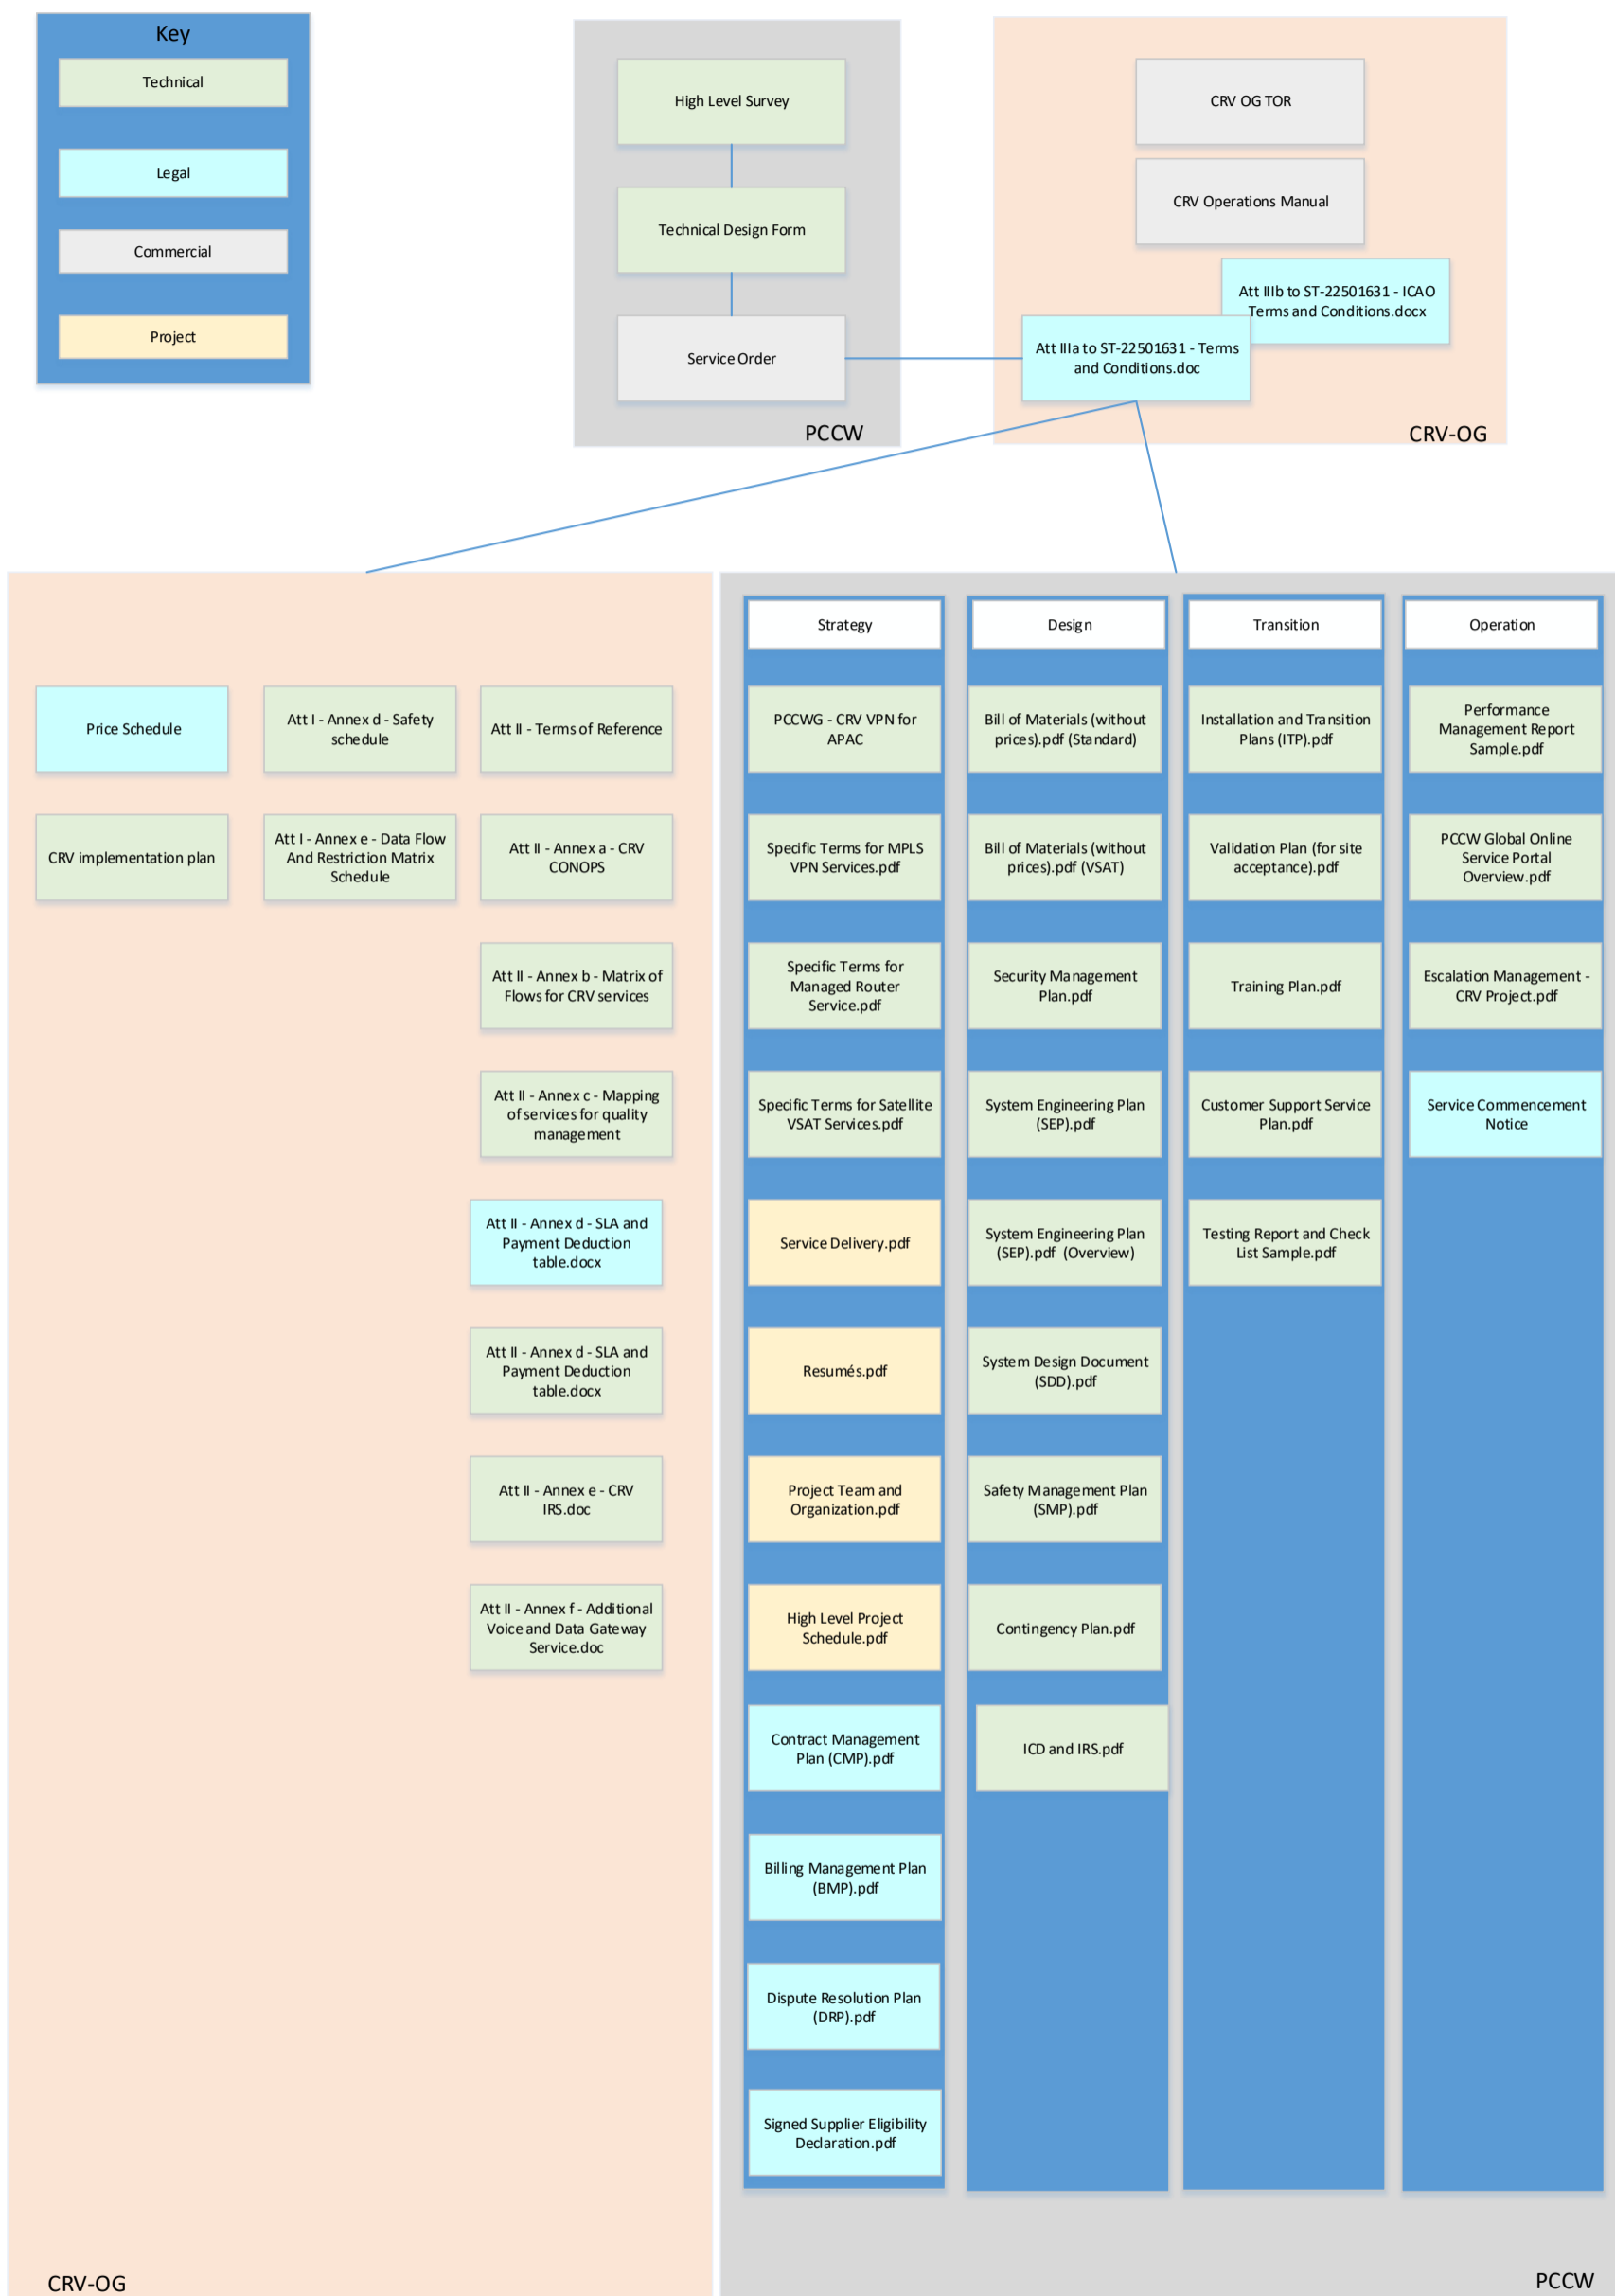 Key
Technical
Legal
Commercial
Project
High Level Survey
Technical Design Form
Service Order
PCCW
CRV OG TOR
CRV Operations Manual
Att IIIb to ST-22501631 - ICAO
Terms and Conditions.docx
Att IIIa to ST-22501631 - Terms
and Conditions.doc
CRV-OG
Price Schedule
CRV implementation plan
Att I - Annex d - Safety
schedule
Att I - Annex e - Data Flow
And Restriction Matrix
Schedule
Att II - Terms of Reference
Att II - Annex a - CRV
CONOPS
Att II - Annex b - Matrix of
Flows for CRV services
Att II - Annex c - Mapping
of services for quality
management
Att II - Annex d - SLA and
Payment Deduction
table.docx
Att II - Annex d - SLA and
Payment Deduction
table.docx
Att II - Annex e - CRV
IRS.doc
Att II - Annex f - Additional
Voice and Data Gateway
Service.doc
CRV-OG
Strategy
PCCWG - CRV VPN for
APAC
Specific Terms for MPLS
VPN Services.pdf
Specific Terms for
Managed Router
Service.pdf
Specific Terms for Satellite
VSAT Services.pdf
Service Delivery.pdf
Resumés.pdf
Project Team and
Organization.pdf
High Level Project
Schedule.pdf
Contract Management
Plan (CMP).pdf
Billing Management Plan
(BMP).pdf
Dispute Resolution Plan
(DRP).pdf
Signed Supplier Eligibility
Declaration.pdf
Design
Bill of Materials (without
prices).pdf (Standard)
Bill of Materials (without
prices).pdf (VSAT)
Security Management
Plan.pdf
System Engineering Plan
(SEP).pdf
System Engineering Plan
(SEP).pdf (Overview)
System Design Document
(SDD).pdf
Safety Management Plan
(SMP).pdf
Contingency Plan.pdf
ICD and IRS.pdf
Transition
Installation and Transition
Plans (ITP).pdf
Validation Plan (for site
acceptance).pdf
Training Plan.pdf
Customer Support Service
Plan.pdf
Testing Report and Check
List Sample.pdf
Operation
Performance
Management Report
Sample.pdf
PCCW Global Online
Service Portal
Overview.pdf
Escalation Management -
CRV Project.pdf
Service Commencement
Notice
PCCW